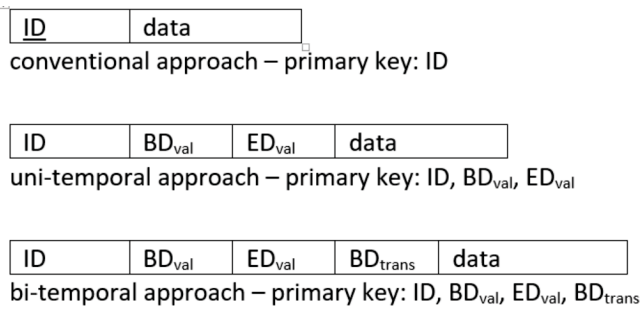 ID data
conventional approach – primary key: ID
ID BDval EDval data
uni-temporal approach – primary key: ID, BDval, EDval
ID BDval EDval BDtrans data
bi-temporal approach – primary key: ID, BDval, EDval, BDtrans